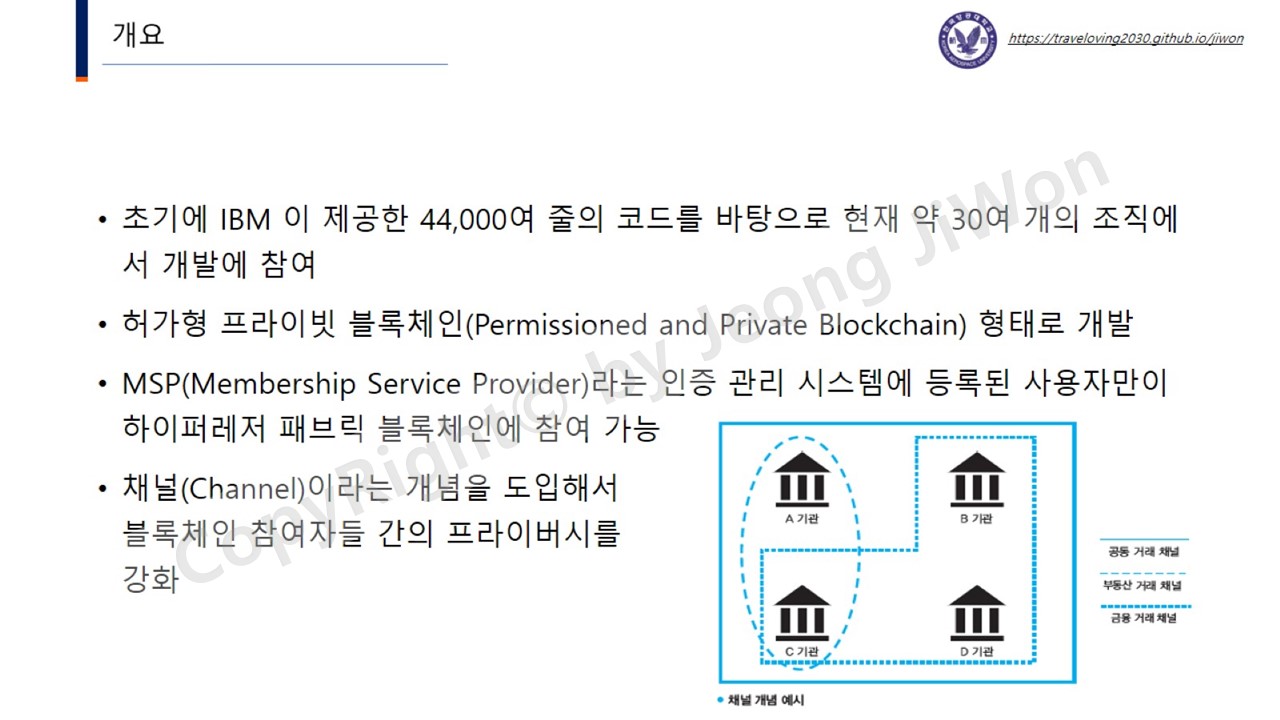 개요
https://traveloving2030.github.io/jiwon
• 초기에 IBM 이 제공한 44,000여 줄의 코드를 바탕으로 현재 약 30여 개의 조직에
서 개발에 참여
• 허가형 프라이빗 블록체인(Permissioned and Private Blockchain) 형태로 개발
• MSP(Membership Service Provider)라는 인증 관리 시스템에 등록된 사용자만이
하이퍼레저 패브릭 블록체인에 참여 가능
• 채널(Channel)이라는 개념을 도입해서
블록체인 참여자들 간의 프라이버시를
강화
A 기관
B 기관
C 기관
D 기관
공동 거래 채널
부동산 거래 채널
금융 거래 채널
• 채널 개념 예시
CopyRight© by Jeong JiWon